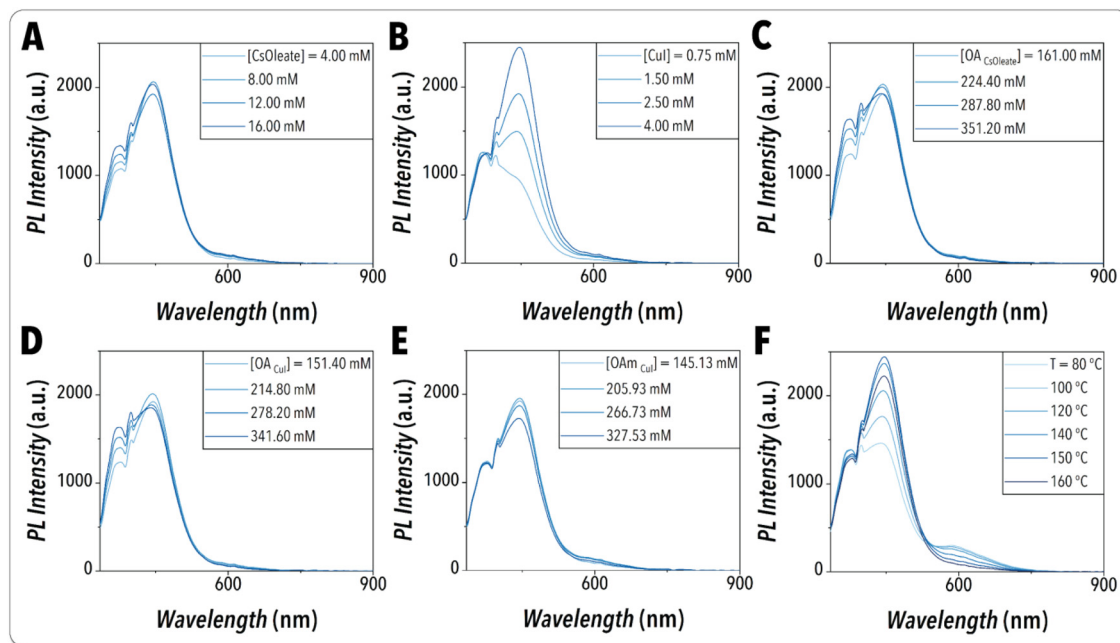 A
PL Intensity (a.u.)
2000
1000
0
600
900
Wavelength (nm)
[CsOleate] = 4.00 mM
8.00 mM
12.00 mM
16.00 mM
B
PL Intensity (a.u.)
2000
1000
0
600
900
Wavelength (nm)
[CuI] = 0.75 mM
1.50 mM
2.50 mM
4.00 mM
C
PL Intensity (a.u.)
2000
1000
0
600
900
Wavelength (nm)
[OA CsOleate] = 161.00 mM
224.40 mM
287.80 mM
351.20 mM
D
PL Intensity (a.u.)
2000
1000
0
600
900
Wavelength (nm)
[OA CuI] = 151.40 mM
214.80 mM
278.20 mM
341.60 mM
E
PL Intensity (a.u.)
2000
1000
0
600
900
Wavelength (nm)
[OAm CuI] = 145.13 mM
205.93 mM
266.73 mM
327.53 mM
F
PL Intensity (a.u.)
2000
1000
0
600
900
Wavelength (nm)
T = 80 ºC
100 ºC
120 ºC
140 ºC
150 ºC
160 ºC